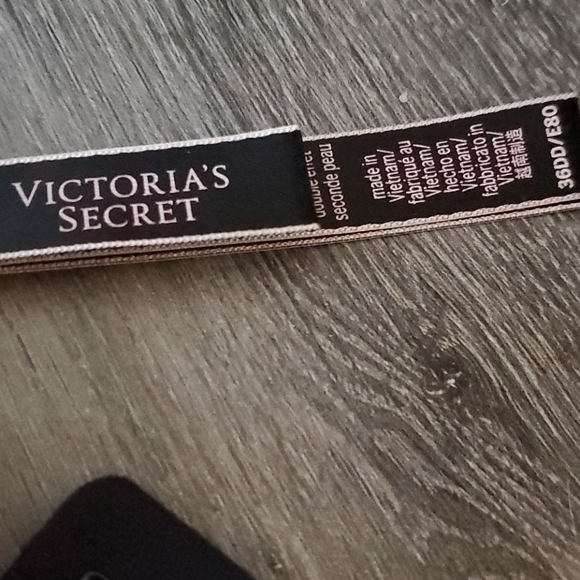 VICTORIA'S
SECRET
double effet
seconde peau
made in
Vietnam/
fabriqué au
Vietnam/
hecho en
Vietnam/
fabbricato in
Vietnam/
越南制造
36DD/E80